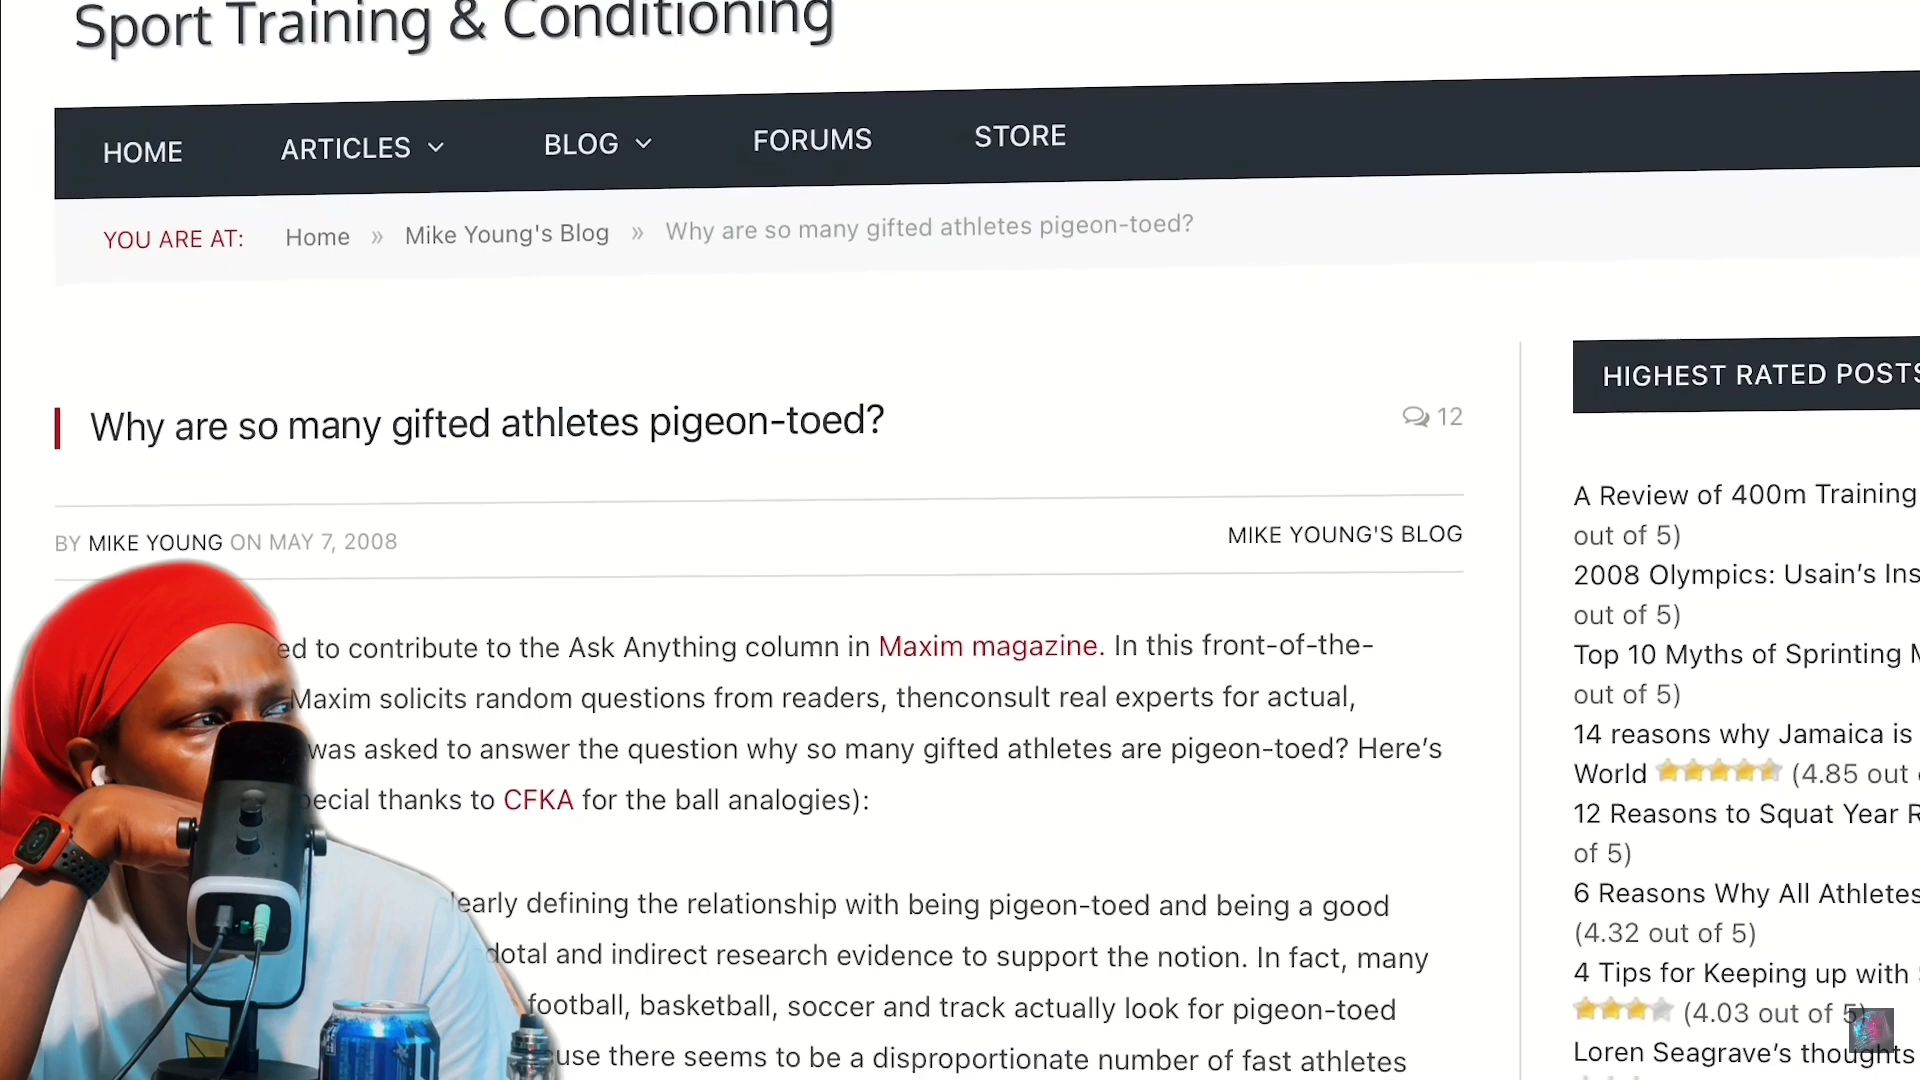 Sport Training & Conditioning
HOME ARTICLES BLOG FORUMS STORE
YOU ARE AT: Home » Mike Young's Blog » Why are so many gifted athletes pigeon-toed?
Why are so many gifted athletes pigeon-toed? 12
BY MIKE YOUNG ON MAY 7, 2008 MIKE YOUNG'S BLOG
to contribute to the Ask Anything column in Maxim magazine. In this front-of-the-
Maxim solicits random questions from readers, thenconsult real experts for actual,
was asked to answer the question why so many gifted athletes are pigeon-toed? Here's
thanks to CFKA for the ball analogies):
defining the relationship with being pigeon-toed and being a good
and indirect research evidence to support the notion. In fact, many
football, basketball, soccer and track actually look for pigeon-toed
there seems to be a disproportionate number of fast athletes
HIGHEST RATED POSTS
A Review of 400m Training
out of 5)
2008 Olympics: Usain's
out of 5)
Top 10 Myths of Sprinting
out of 5)
14 reasons why Jamaica is
World (4.85 out
12 Reasons to Squat Year
of 5)
6 Reasons Why All Athletes
(4.32 out of 5)
4 Tips for Keeping up with
(4.03 out of 5)
Loren Seagrave's thoughts